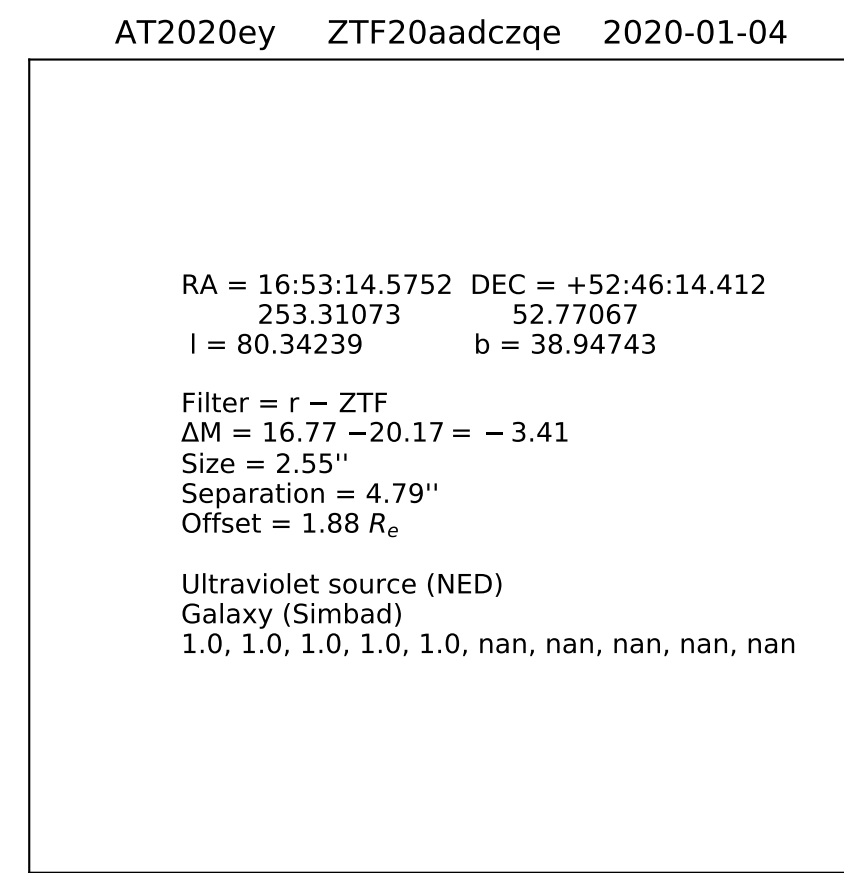 AT2020ey ZTF20aadczqe 2020-01-04
RA = 16:53:14.5752 DEC = +52:46:14.412
253.31073 52.77067
l = 80.34239 b = 38.94743
Filter = r − ZTF
ΔM = 16.77 −20.17 = − 3.41
Size = 2.55''
Separation = 4.79''
Offset = 1.88 Re
Ultraviolet source (NED)
Galaxy (Simbad)
1.0, 1.0, 1.0, 1.0, 1.0, nan, nan, nan, nan, nan